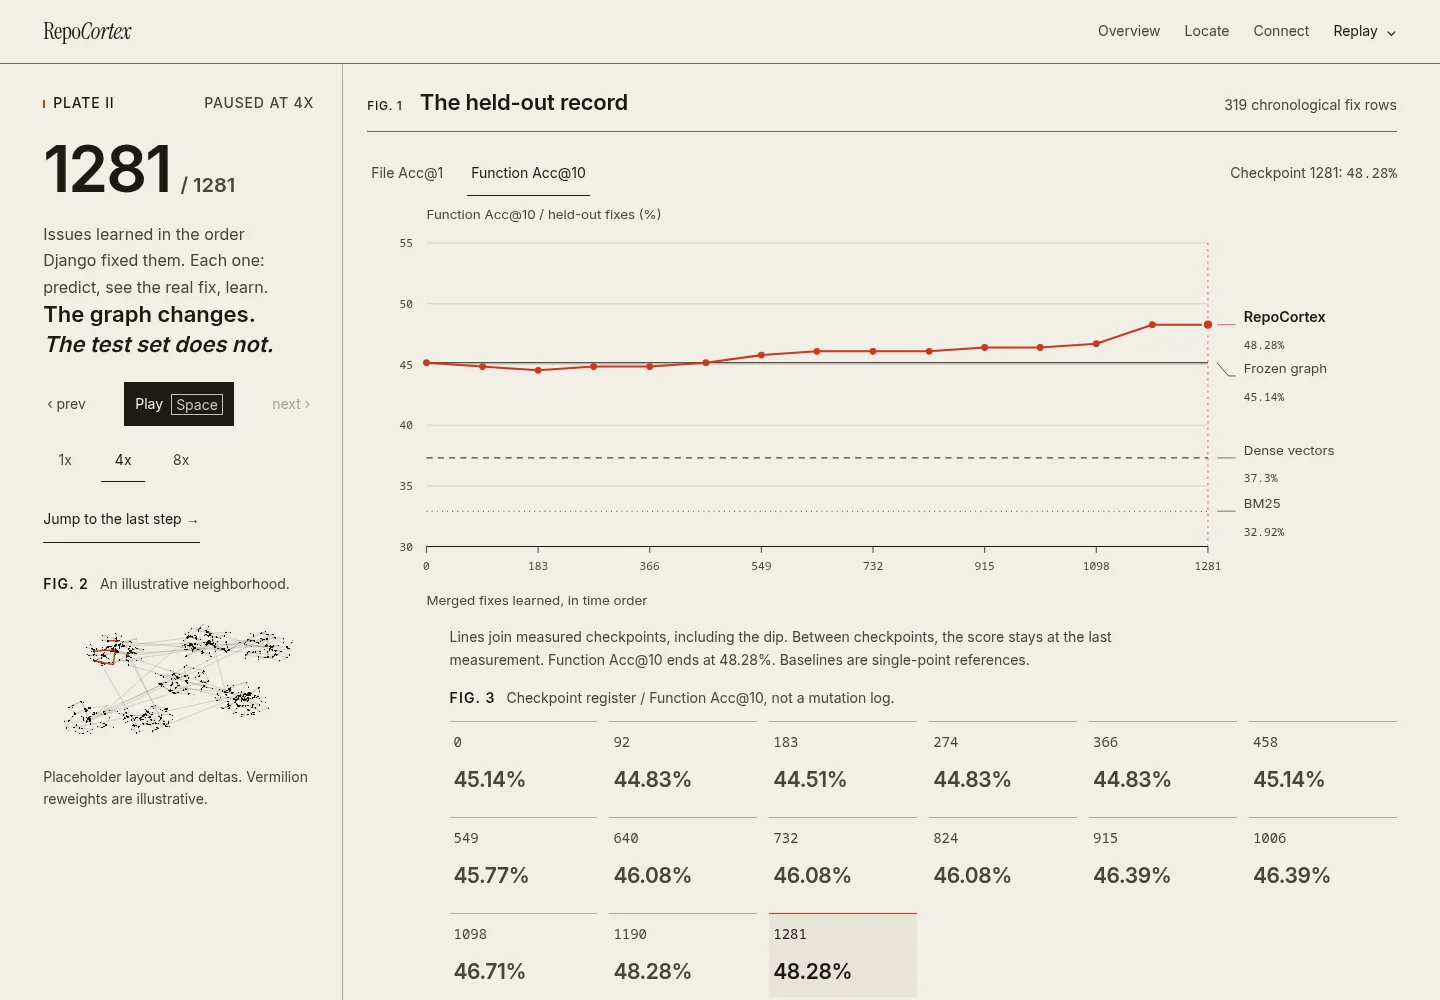 RepoCortex
Overview Locate Connect Replay
PLATE II PAUSED AT 4X
1281 / 1281
Issues learned in the order
Django fixed them. Each one:
predict, see the real fix, learn.
The graph changes.
The test set does not.
‹ prev Play Space next ›
1x 4x 8x
Jump to the last step →
FIG. 2 An illustrative neighborhood.
Placeholder layout and deltas. Vermilion
reweights are illustrative.
FIG. 1 The held-out record 319 chronological fix rows
File Acc@1 Function Acc@10 Checkpoint 1281: 48.28%
Function Acc@10 / held-out fixes (%)
55
50
45
40
35
30
0 183 366 549 732 915 1098 1281
RepoCortex
48.28%
Frozen graph
45.14%
Dense vectors
37.3%
BM25
32.92%
Merged fixes learned, in time order
Lines join measured checkpoints, including the dip. Between checkpoints, the score stays at the last
measurement. Function Acc@10 ends at 48.28%. Baselines are single-point references.
FIG. 3 Checkpoint register / Function Acc@10, not a mutation log.
0 92 183 274 366 458
45.14% 44.83% 44.51% 44.83% 44.83% 45.14%
549 640 732 824 915 1006
45.77% 46.08% 46.08% 46.08% 46.39% 46.39%
1098 1190 1281
46.71% 48.28% 48.28%